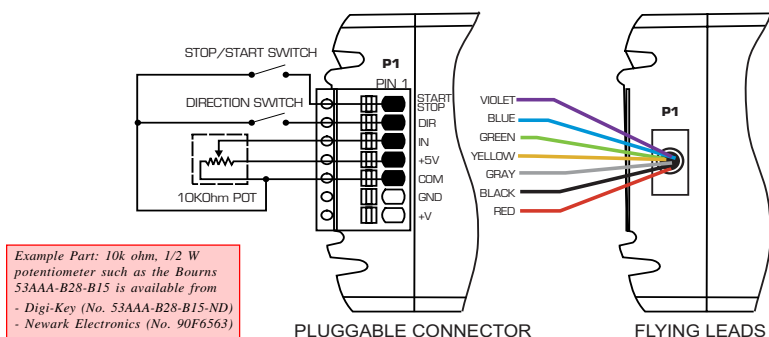 STOP/START SWITCH
P1
PIN 1
START
STOP
DIRECTION SWITCH
DIR
IN
+5V
10KOhm POT
COM
GND
+V
VIOLET
BLUE
P1
GREEN
YELLOW
GRAY
BLACK
RED
Example Part: 10k ohm, 1/2 W
potentiometer such as the Bourns
53AAA-B28-B15 is available from
- Digi-Key (No. 53AAA-B28-B15-ND)
- Newark Electronics (No. 90F6563)
PLUGGABLE CONNECTOR
FLYING LEADS